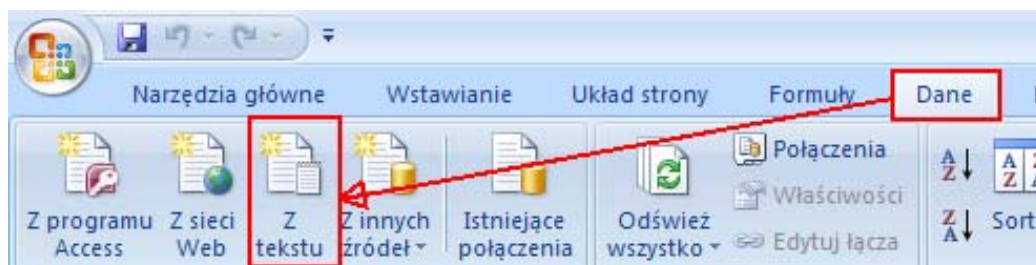 Narzędzia główne Wstawianie Układ strony Formuły Dane
Z programu Access
Z sieci Web
Z tekstu
Z innych źródeł
Istniejące połączenia
Odśwież wszystko
Połączenia
Właściwości
Edytuj łącza
A Z
Z A
Sort